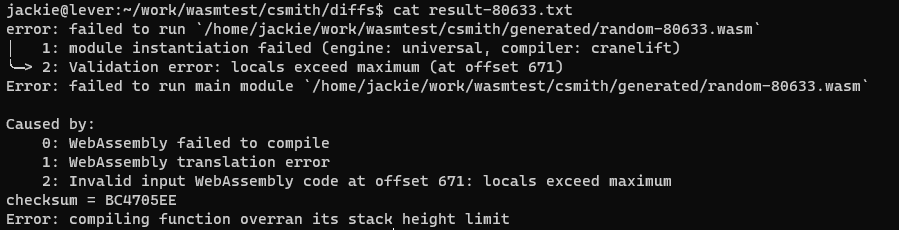 jackie@lever:~/work/wasmtest/csmith/diffs$ cat result-80633.txt
error: failed to run `/home/jackie/work/wasmtest/csmith/generated/random-80633.wasm`
│   1: module instantiation failed (engine: universal, compiler: cranelift)
╰─> 2: Validation error: locals exceed maximum (at offset 671)
Error: failed to run main module `/home/jackie/work/wasmtest/csmith/generated/random-80633.wasm`

Caused by:
    0: WebAssembly failed to compile
    1: WebAssembly translation error
    2: Invalid input WebAssembly code at offset 671: locals exceed maximum
checksum = BC4705EE
Error: compiling function overran its stack height limit